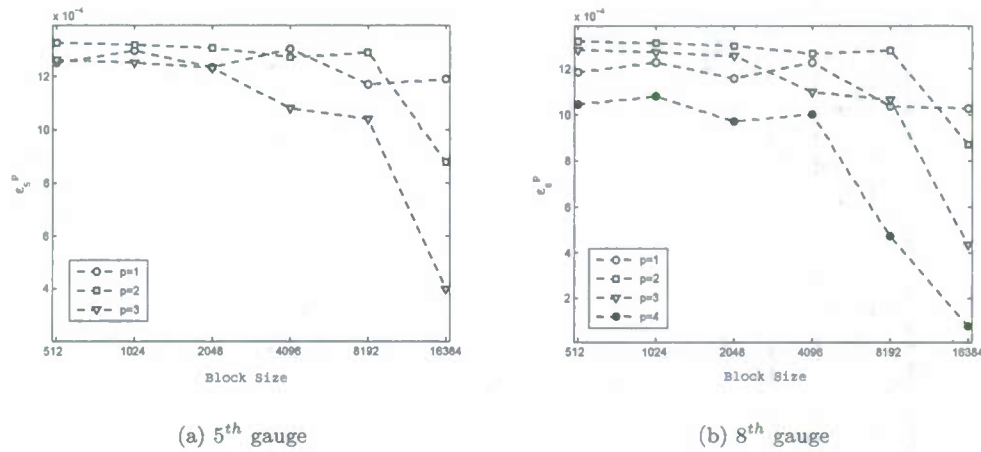 x 10⁻⁴
12
10
8
6
4
ε₅ᵖ
p=1
p=2
p=3
512 1024 2048 4096 8192 16384
Block Size
(a) 5ᵗʰ gauge
x 10⁻⁴
12
10
8
6
4
2
ε₈ᵖ
p=1
p=2
p=3
p=4
512 1024 2048 4096 8192 16384
Block Size
(b) 8ᵗʰ gauge